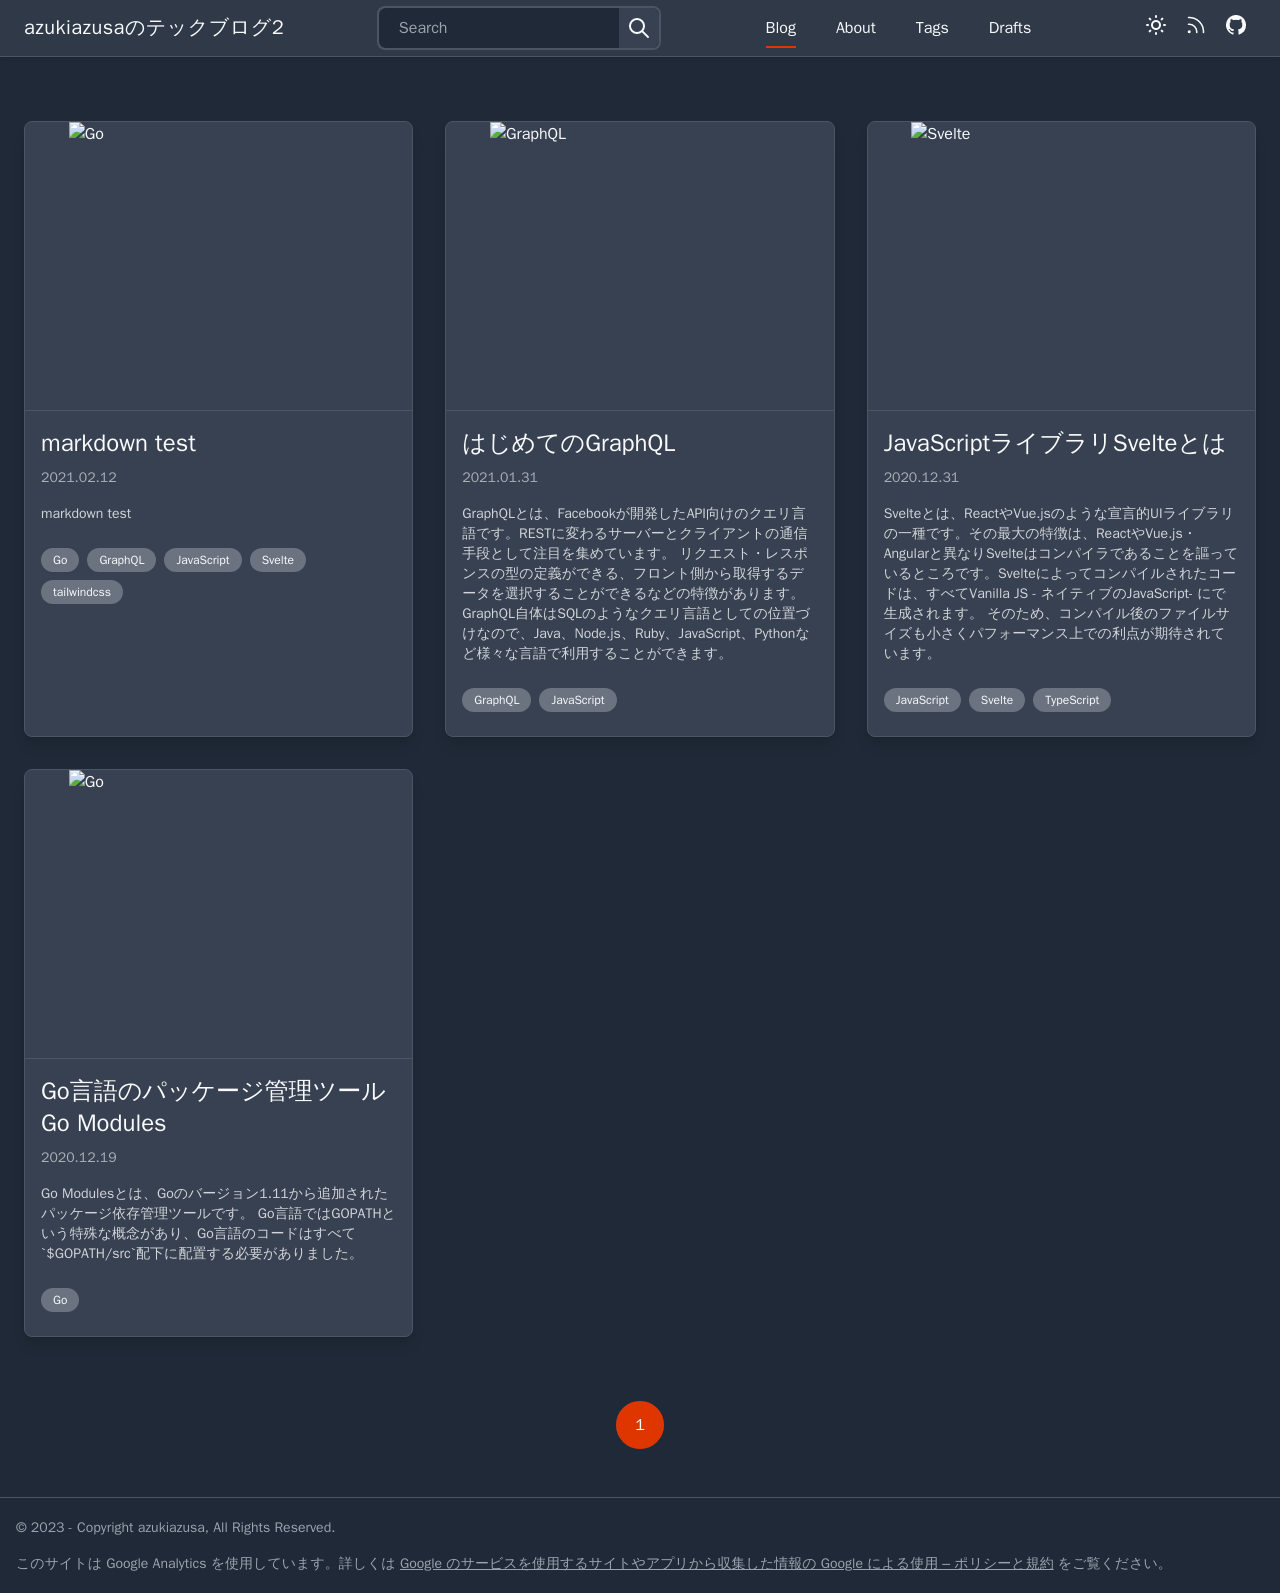 azukiazusaのテックブログ2
Search
Blog About Tags Drafts
Go
GraphQL
Svelte
markdown test
2021.02.12
markdown test
Go GraphQL JavaScript Svelte
tailwindcss
はじめてのGraphQL
2021.01.31
GraphQLとは、Facebookが開発したAPI向けのクエリ言
語です。RESTに変わるサーバーとクライアントの通信
手段として注目を集めています。 リクエスト・レスポ
ンスの型の定義ができる、フロント側から取得するデ
ータを選択することができるなどの特徴があります。
GraphQL自体はSQLのようなクエリ言語としての位置づ
けなので、Java、Node.js、Ruby、JavaScript、Pythonな
ど様々な言語で利用することができます。
GraphQL JavaScript
JavaScriptライブラリSvelteとは
2020.12.31
Svelteとは、ReactやVue.jsのような宣言的UIライブラリ
の一種です。その最大の特徴は、ReactやVue.js・
Angularと異なりSvelteはコンパイラであることを謳って
いるところです。Svelteによってコンパイルされたコー
ドは、すべてVanilla JS - ネイティブのJavaScript- にで
生成されます。 そのため、コンパイル後のファイルサ
イズも小さくパフォーマンス上での利点が期待されて
います。
JavaScript Svelte TypeScript
Go
Go言語のパッケージ管理ツール
Go Modules
2020.12.19
Go Modulesとは、Goのバージョン1.11から追加された
パッケージ依存管理ツールです。 Go言語ではGOPATHと
いう特殊な概念があり、Go言語のコードはすべて
`$GOPATH/src`配下に配置する必要がありました。
Go
1
© 2023 - Copyright azukiazusa, All Rights Reserved.
このサイトは Google Analytics を使用しています。詳しくは Google のサービスを使用するサイトやアプリから収集した情報の Google による使用 – ポリシーと規約 をご覧ください。